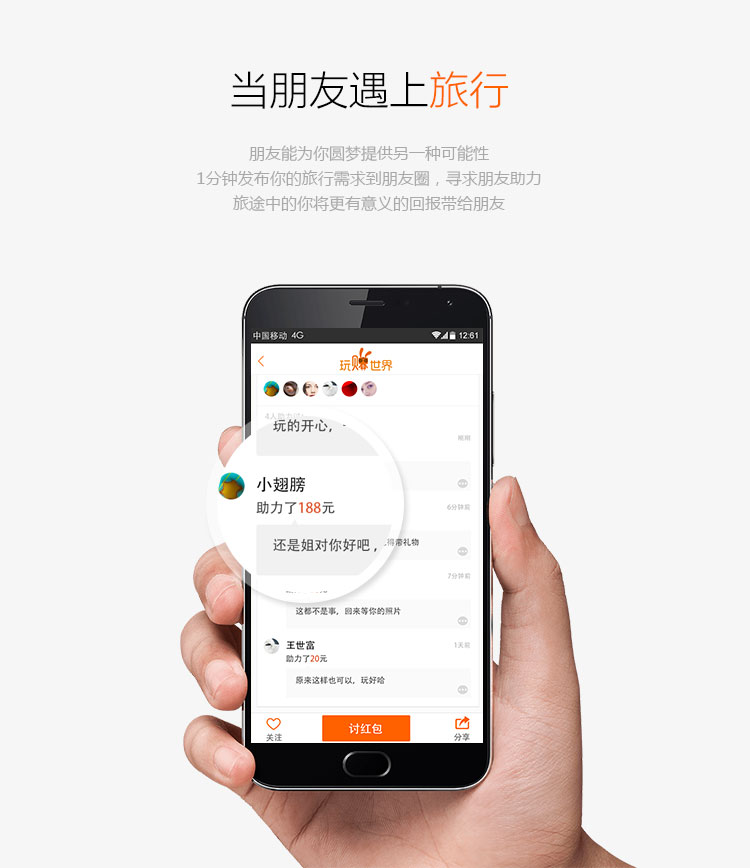 当朋友遇上旅行
朋友能为你圆梦提供另一种可能性
1分钟发布你的旅行需求到朋友圈，寻求朋友助力
旅途中的你将更有意义的回报带给朋友
中国移动 4G
12:61
玩 世界
玩的开心，
刚刚
小翅膀
助力了188元
6分钟前
还是姐对你好吧，
得带礼物
7分钟前
这都不是事，回来等你的照片
王世富
1天前
助力了20元
原来这样也可以，玩好哈
关注
讨红包
分享